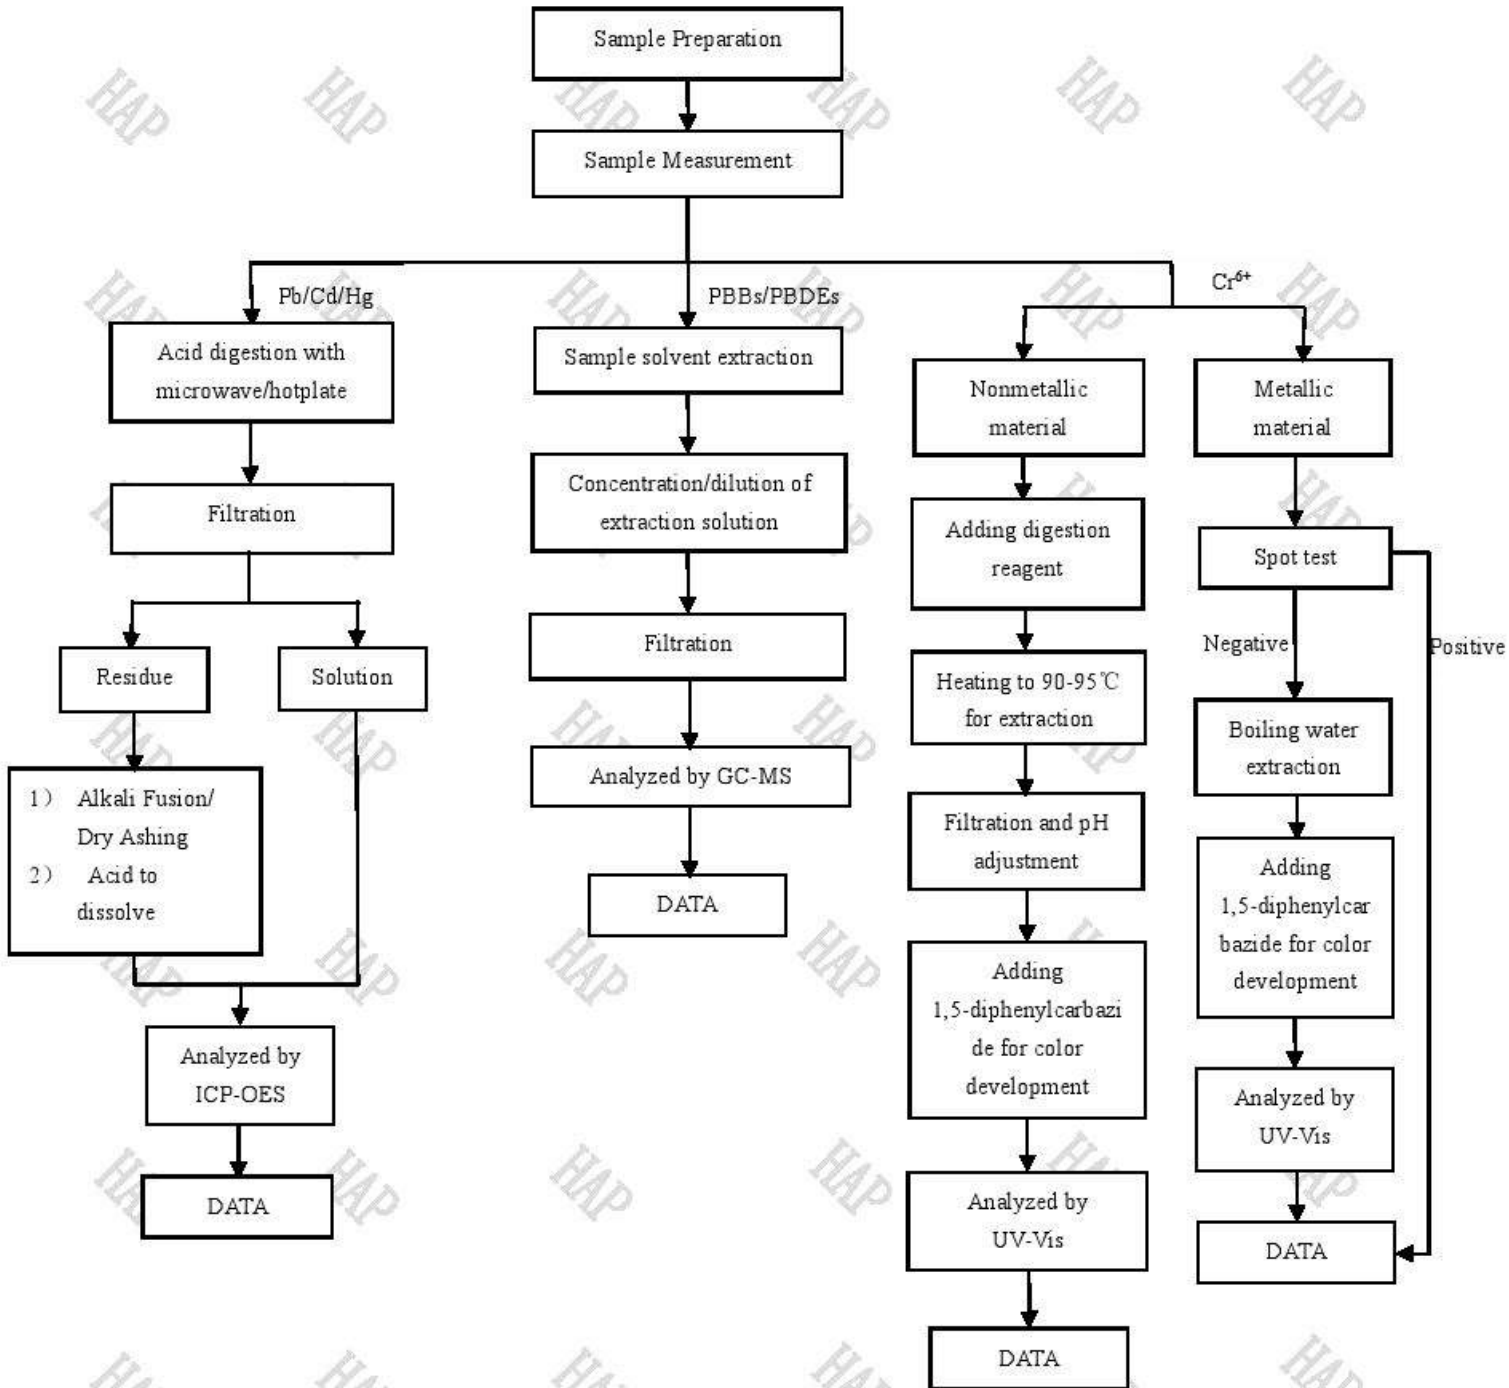 Sample Preparation
Sample Measurement
Pb/Cd/Hg
Acid digestion with
microwave/hotplate
Filtration
Residue
Solution
1） Alkali Fusion/
Dry Ashing
2） Acid to
dissolve
Analyzed by
ICP-OES
DATA
PBBs/PBDEs
Sample solvent extraction
Concentration/dilution of
extraction solution
Filtration
Analyzed by GC-MS
DATA
Cr⁶⁺
Nonmetallic
material
Adding digestion
reagent
Heating to 90-95℃
for extraction
Filtration and pH
adjustment
Adding
1,5-diphenylcarbazi
de for color
development
Analyzed by
UV-Vis
DATA
Metallic
material
Spot test
Negative
Positive
Boiling water
extraction
Adding
1,5-diphenylcar
bazide for color
development
Analyzed by
UV-Vis
DATA
HAP